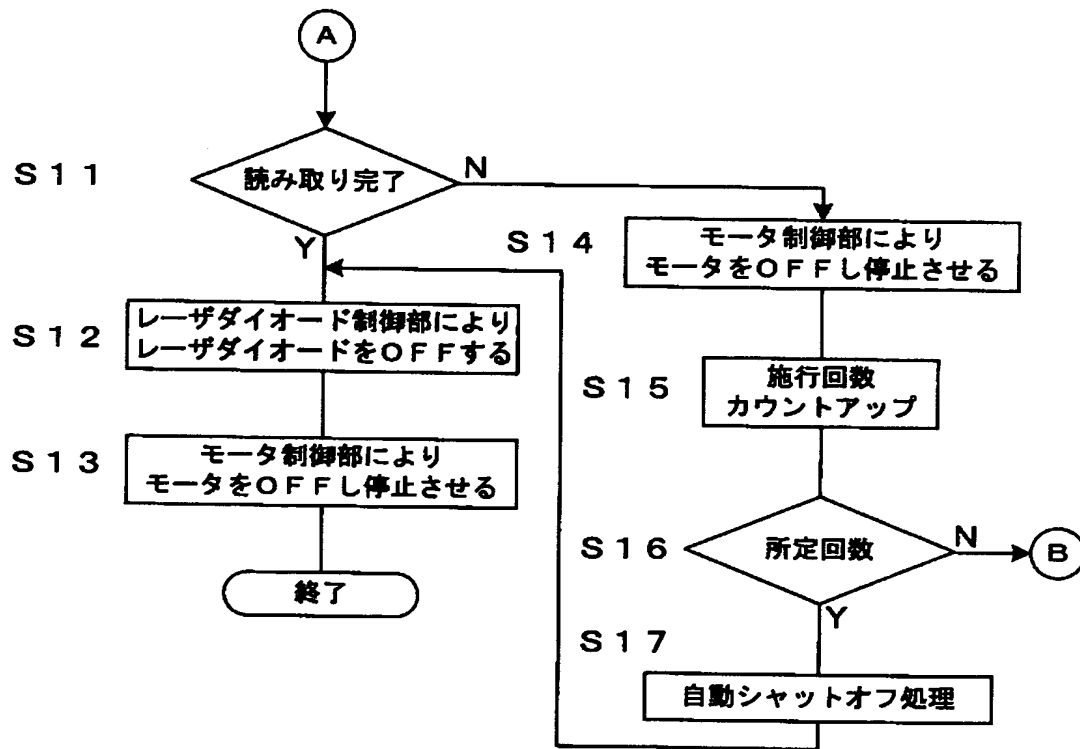 A
S11
読み取り完了
N
Y
S12
レーザダイオード制御部により
レーザダイオードをOFFする
S13
モータ制御部により
モータをOFFし停止させる
終了
S14
モータ制御部により
モータをOFFし停止させる
S15
施行回数
カウントアップ
S16
所定回数
N
B
Y
S17
自動シャットオフ処理